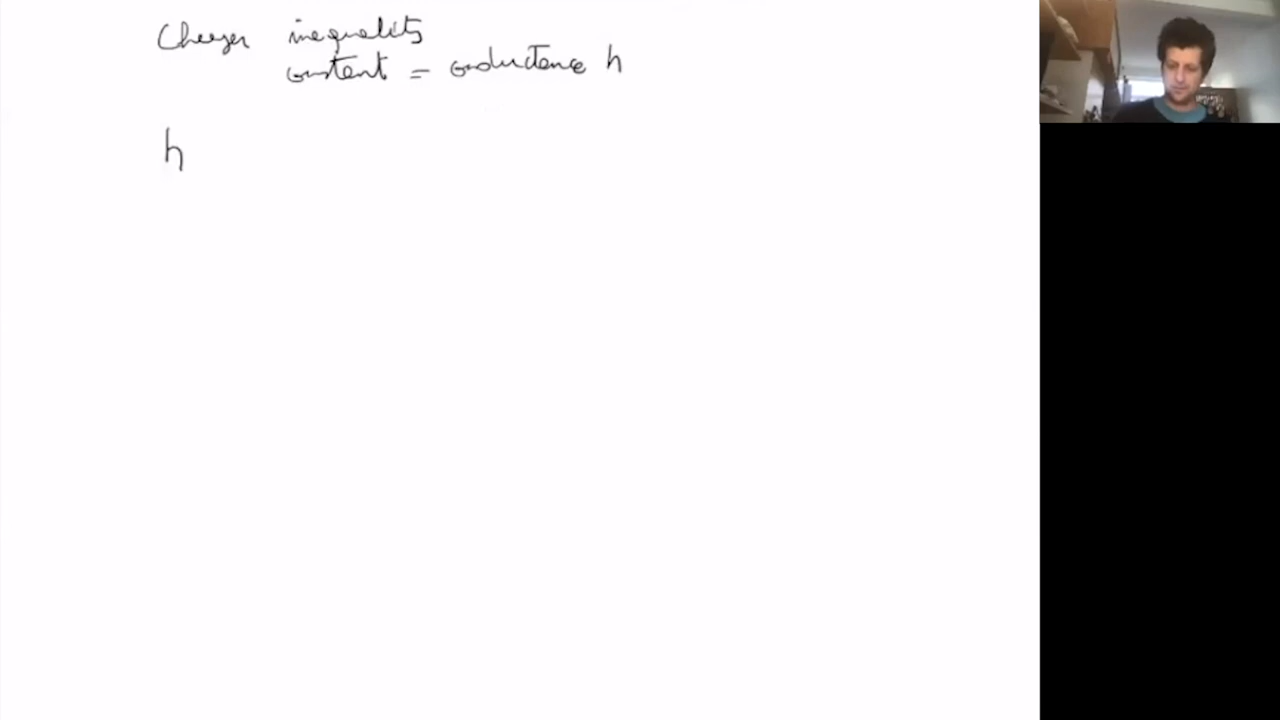 Cheeger inequality
constant = conductance h
h